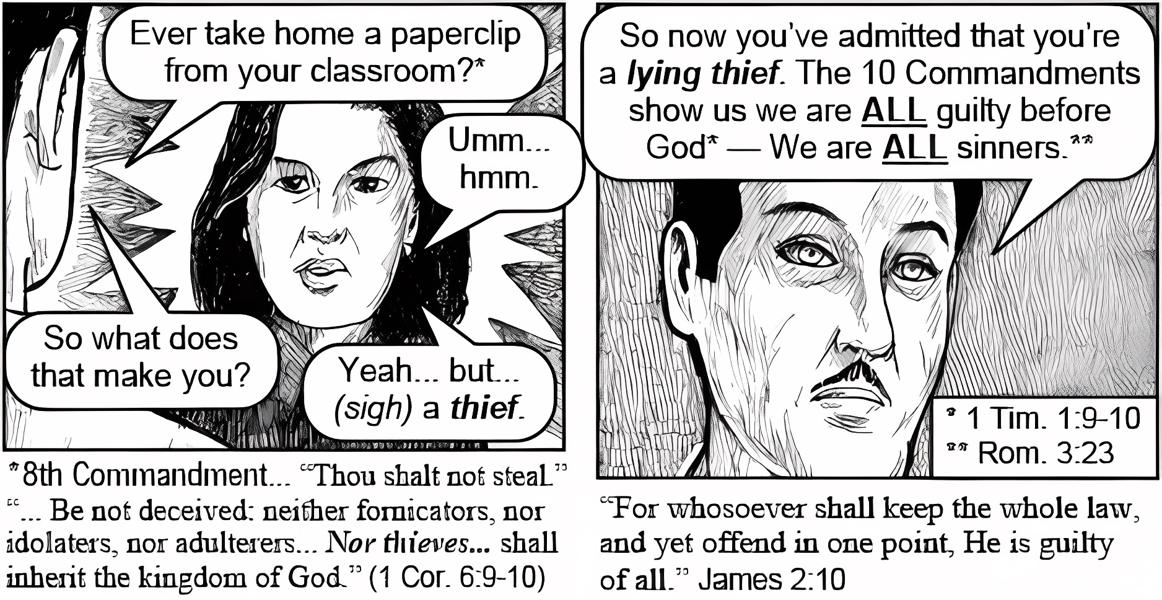 Ever take home a paperclip
from your classroom?*
Umm...
hmm.
So what does
that make you?
Yeah... but...
(sigh) a thief.
*8th Commandment... "Thou shalt not steal."
"... Be not deceived: neither fornicators, nor
idolaters, nor adulterers... Nor thieves... shall
inherit the kingdom of God." (1 Cor. 6:9-10)
So now you've admitted that you're
a lying thief. The 10 Commandments
show us we are ALL guilty before
God* — We are ALL sinners.**
* 1 Tim. 1:9-10
** Rom. 3:23
"For whosoever shall keep the whole law,
and yet offend in one point, He is guilty
of all." James 2:10